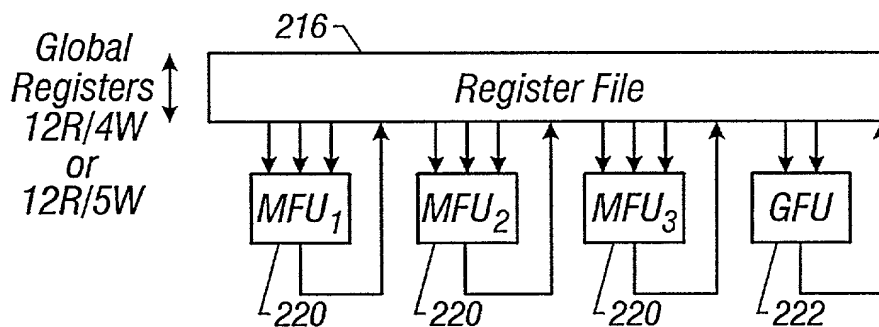 216
Global
Registers
12R/4W
or
12R/5W
Register File
MFU1
MFU2
MFU3
GFU
220
220
220
222